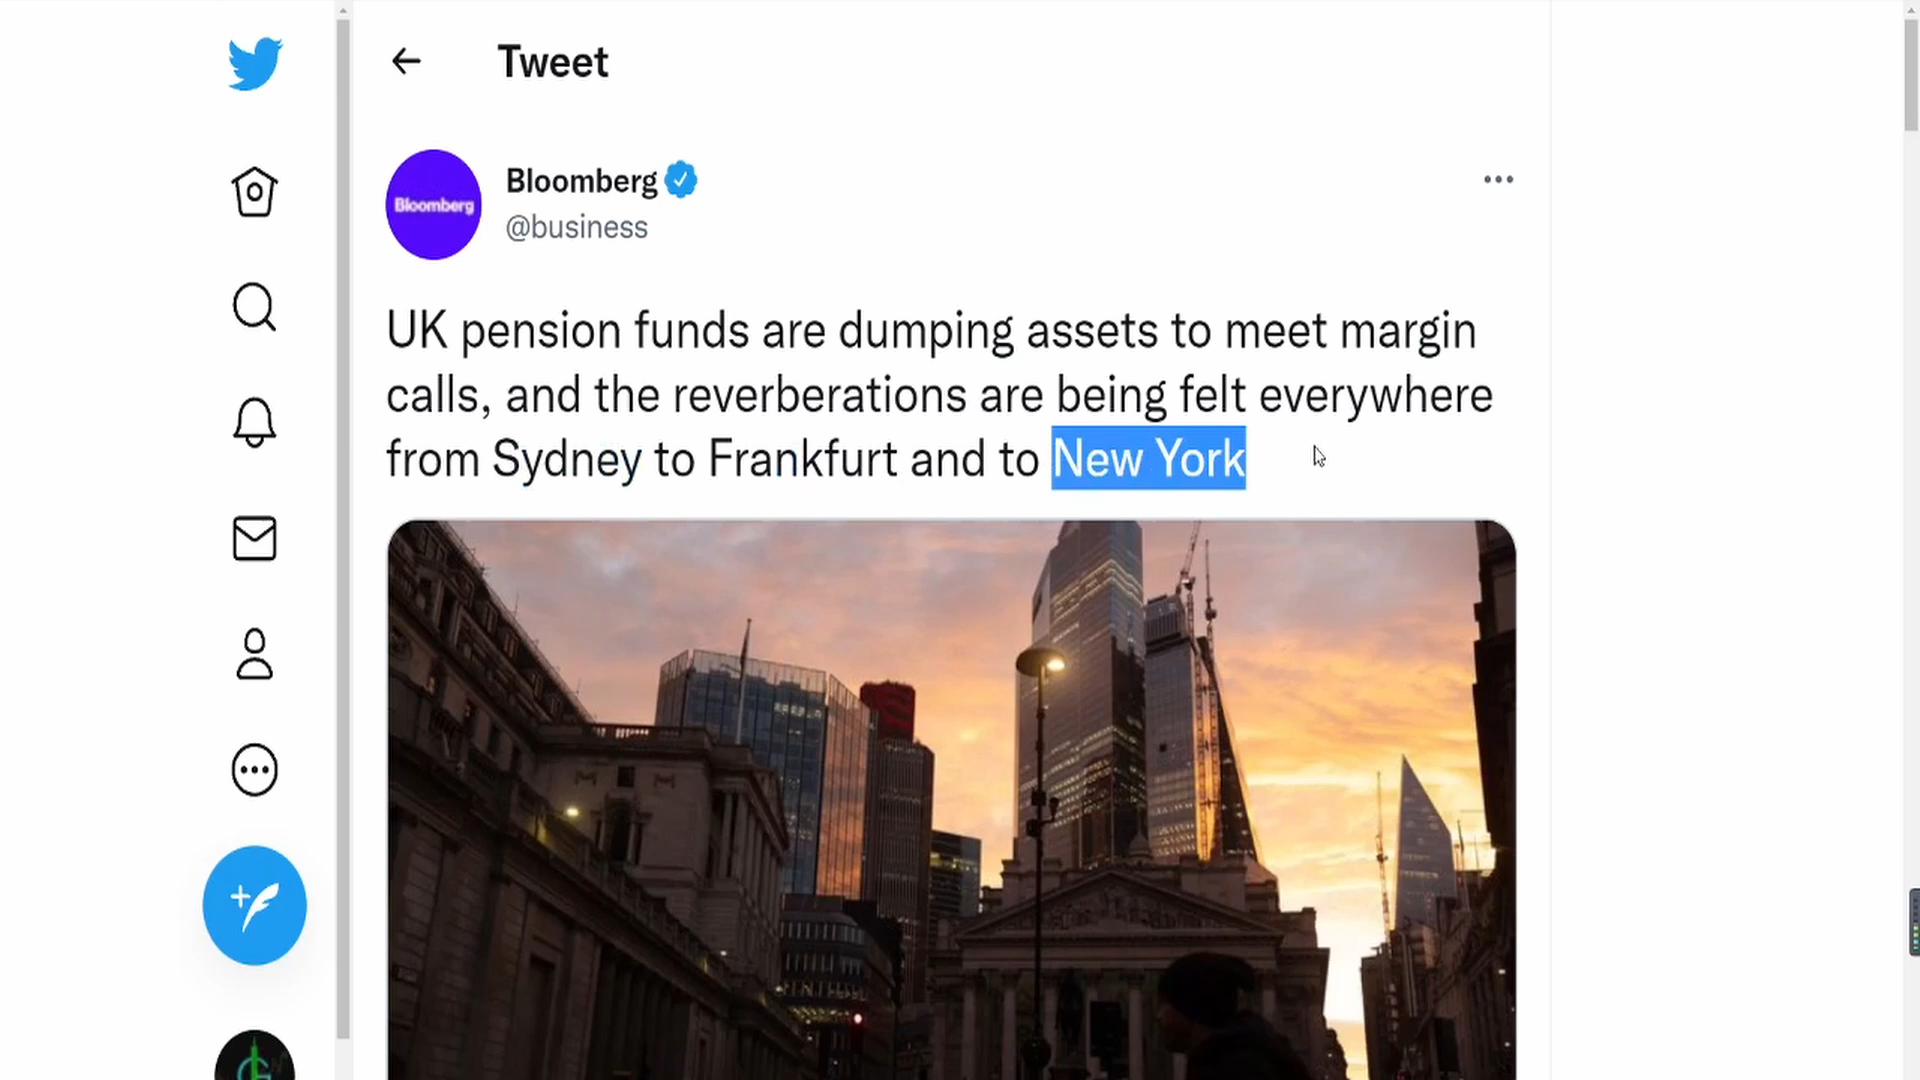 Tweet
Bloomberg
Bloomberg
@business
UK pension funds are dumping assets to meet margin
calls, and the reverberations are being felt everywhere
from Sydney to Frankfurt and to New York